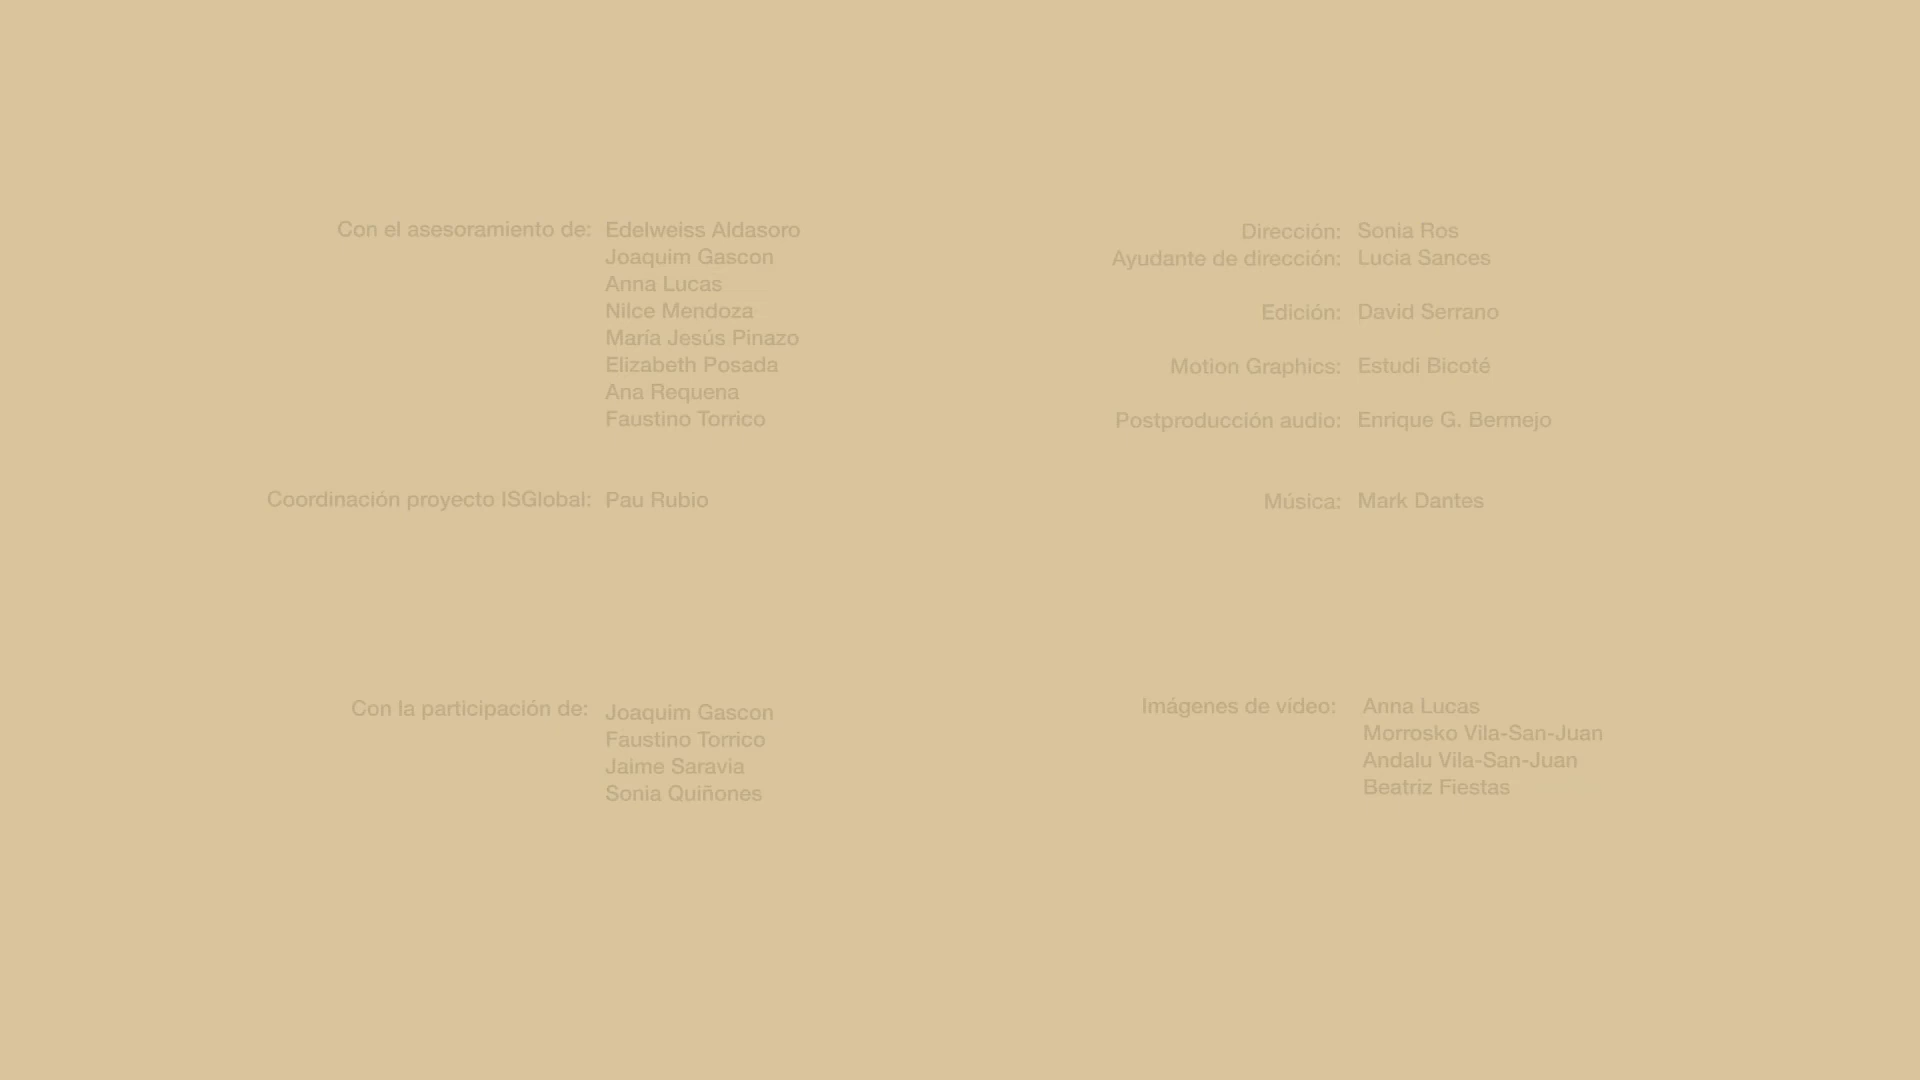 Con el asesoramiento de: Edelweiss Aldasoro
Joaquim Gascon
Anna Lucas
Nilce Mendoza
María Jesús Pinazo
Elizabeth Posada
Ana Requena
Faustino Torrico
Coordinación proyecto ISGlobal: Pau Rubio
Con la participación de: Joaquim Gascon
Faustino Torrico
Jaime Saravia
Sonia Quiñones
Dirección: Sonia Ros
Ayudante de dirección: Lucia Sances
Edición: David Serrano
Motion Graphics: Estudi Bicoté
Postproducción audio: Enrique G. Bermejo
Música: Mark Dantes
Imágenes de vídeo: Anna Lucas
Morrosko Vila-San-Juan
Andalu Vila-San-Juan
Beatriz Fiestas